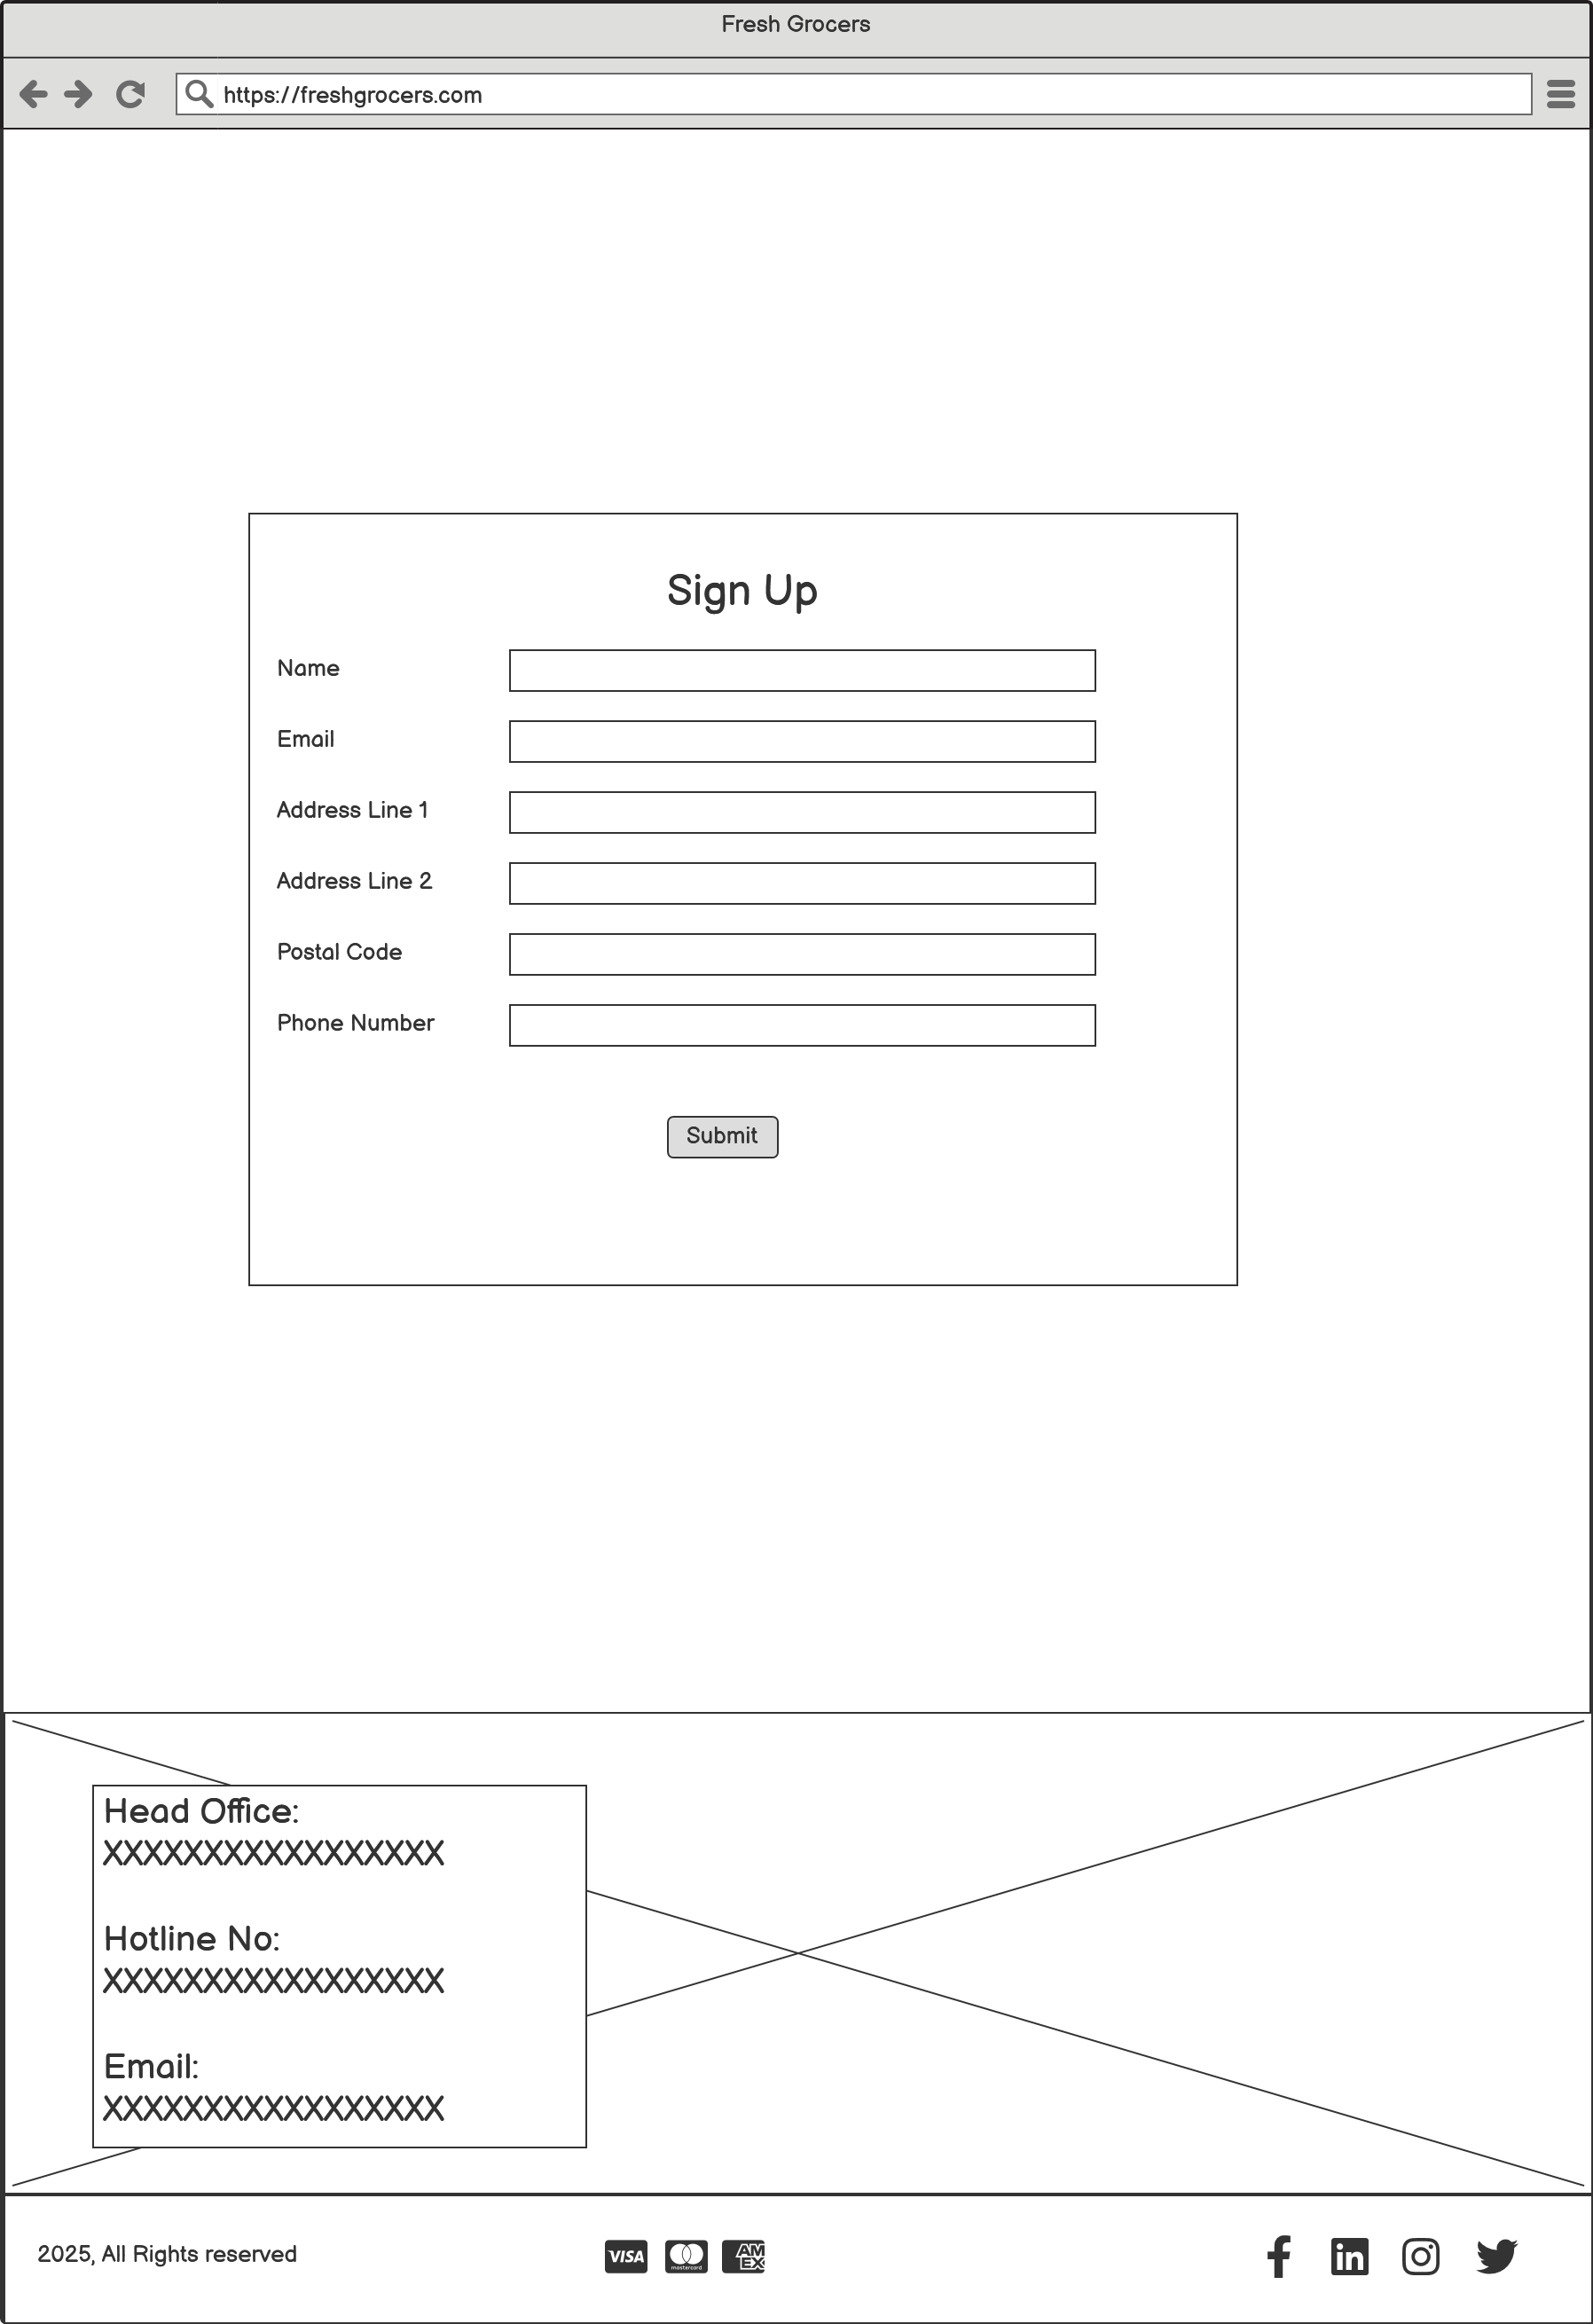 Fresh Grocers
https://freshgrocers.com
Sign Up
Name
Email
Address Line 1
Address Line 2
Postal Code
Phone Number
Submit
Head Office:
XXXXXXXXXXXXXXXXX
Hotline No:
XXXXXXXXXXXXXXXXX
Email:
XXXXXXXXXXXXXXXXX
2025, All Rights reserved
VISA
mastercard
AM
EX
in